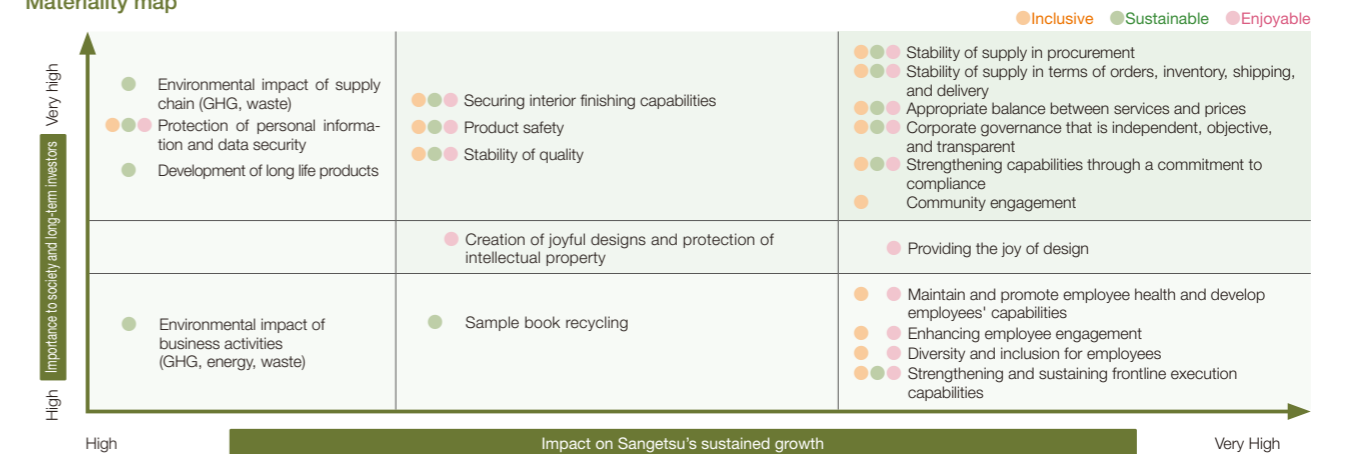 Materiality map
Inclusive Sustainable Enjoyable
Very high
Importance to society and long-term investors
High
Environmental impact of supply
chain (GHG, waste)
Protection of personal informa-
tion and data security
Development of long life products
Securing interior finishing capabilities
Product safety
Stability of quality
Stability of supply in procurement
Stability of supply in terms of orders, inventory, shipping,
and delivery
Appropriate balance between services and prices
Corporate governance that is independent, objective,
and transparent
Strengthening capabilities through a commitment to
compliance
Community engagement
Creation of joyful designs and protection of
intellectual property
Providing the joy of design
Environmental impact of
business activities
(GHG, energy, waste)
Sample book recycling
Maintain and promote employee health and develop
employees' capabilities
Enhancing employee engagement
Diversity and inclusion for employees
Strengthening and sustaining frontline execution
capabilities
High
Impact on Sangetsu's sustained growth
Very High